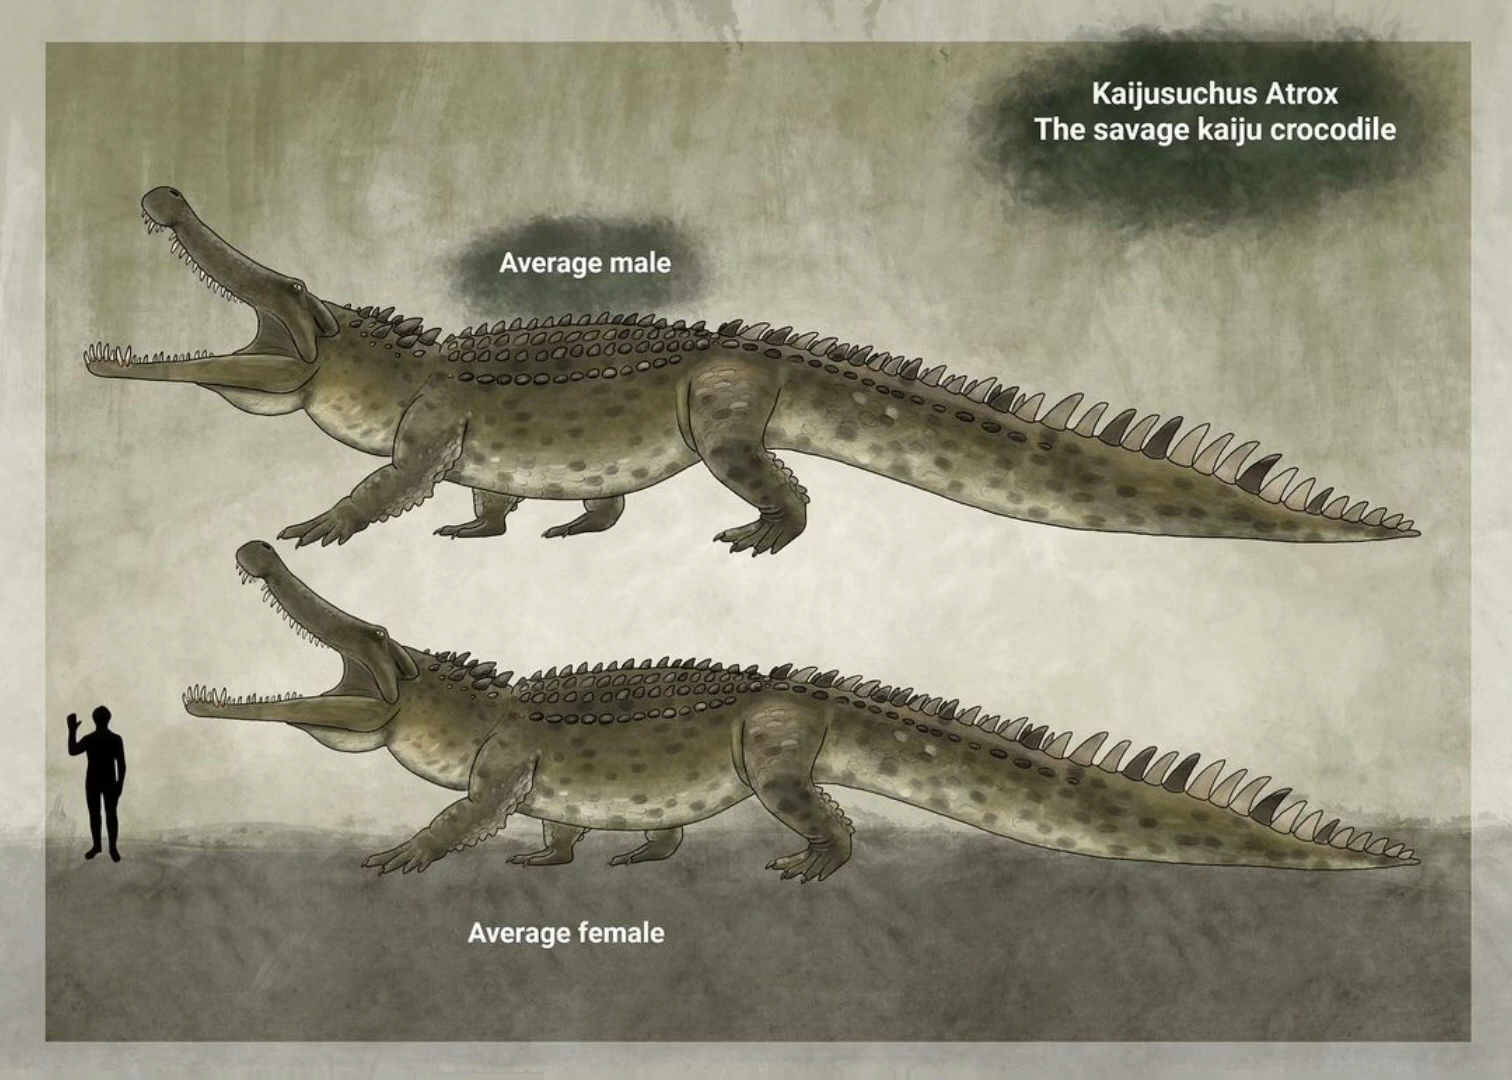 Kaijusuchus Atrox
The savage kaiju crocodile
Average male
Average female